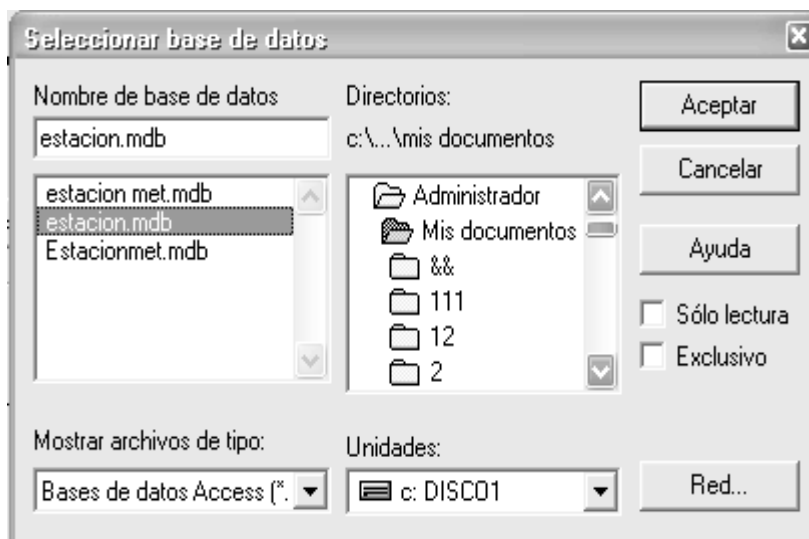 Seleccionar base de datos
Nombre de base de datos
estacion.mdb
estacion met.mdb
estacion.mdb
Estacionmet.mdb
Mostrar archivos de tipo:
Bases de datos Access (*.
Directorios:
c:\...\mis documentos
Administrador
Mis documentos
&&
111
12
2
Unidades:
c: DISCO1
Aceptar
Cancelar
Ayuda
Sólo lectura
Exclusivo
Red...